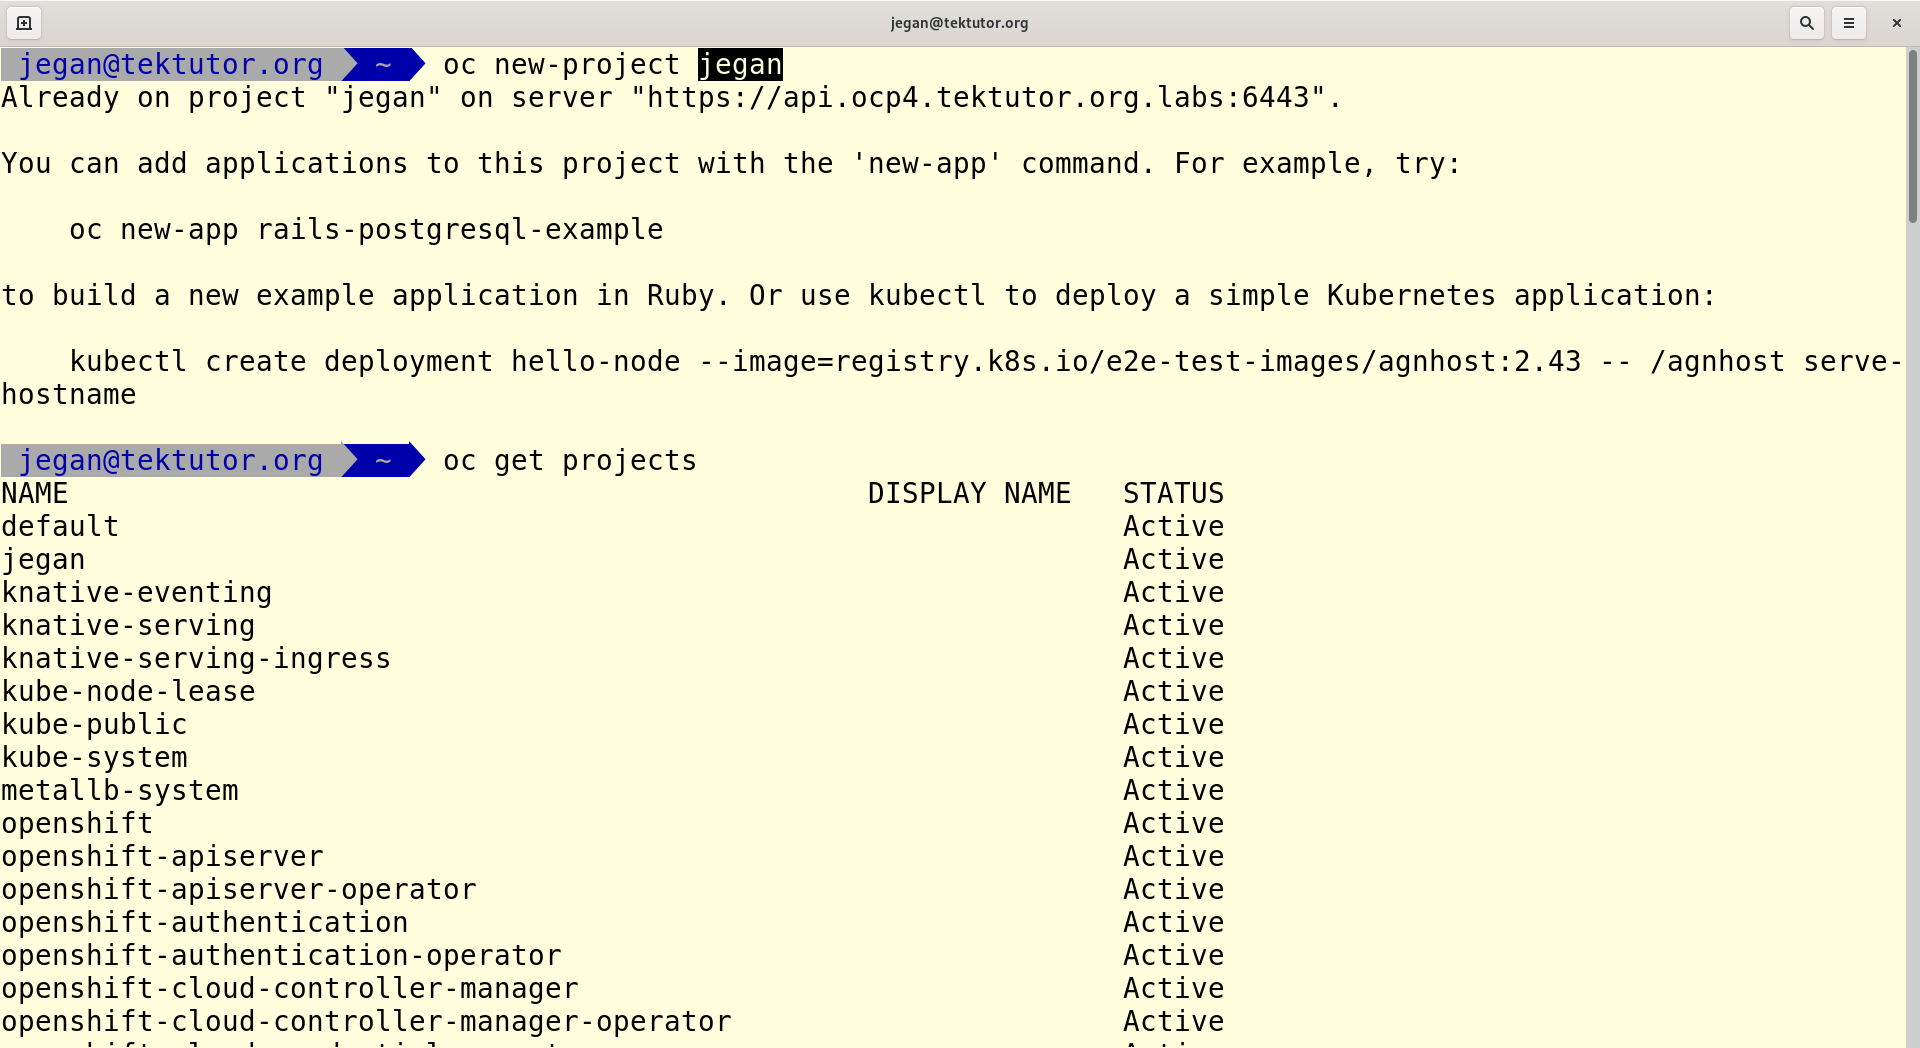 jegan@tektutor.org
jegan@tektutor.org ~ oc new-project jegan
Already on project "jegan" on server "https://api.ocp4.tektutor.org.labs:6443".
You can add applications to this project with the 'new-app' command. For example, try:
oc new-app rails-postgresql-example
to build a new example application in Ruby. Or use kubectl to deploy a simple Kubernetes application:
kubectl create deployment hello-node --image=registry.k8s.io/e2e-test-images/agnhost:2.43 -- /agnhost serve-
hostname
jegan@tektutor.org ~ oc get projects
NAME DISPLAY NAME STATUS
default Active
jegan Active
knative-eventing Active
knative-serving Active
knative-serving-ingress Active
kube-node-lease Active
kube-public Active
kube-system Active
metallb-system Active
openshift Active
openshift-apiserver Active
openshift-apiserver-operator Active
openshift-authentication Active
openshift-authentication-operator Active
openshift-cloud-controller-manager Active
openshift-cloud-controller-manager-operator Active